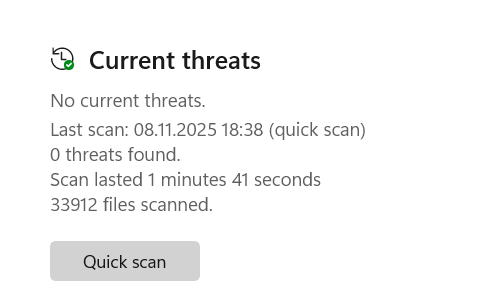 Current threats
No current threats.
Last scan: 08.11.2025 18:38 (quick scan)
0 threats found.
Scan lasted 1 minutes 41 seconds
33912 files scanned.
Quick scan